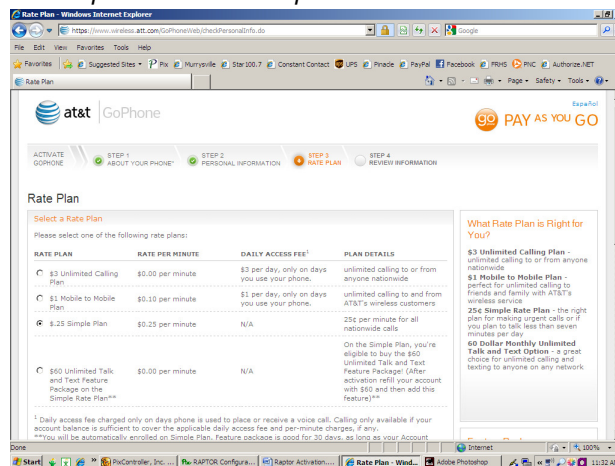 Rate Plan - Windows Internet Explorer
https://www.wireless.att.com/GoPhoneWeb/checkPersonalInfo.do
Google
File Edit View Favorites Tools Help
Favorites Suggested Sites Pix Murrysville Star100.7 Constant Contact UPS Pinacle PayPal Facebook FRHS PNC Authorize.NET
Rate Plan
Page Safety Tools
Español
at&t GoPhone
go PAY AS YOU GO
ACTIVATE GOPHONE
STEP 1 ABOUT YOUR PHONE*
STEP 2 PERSONAL INFORMATION
STEP 3 RATE PLAN
STEP 4 REVIEW INFORMATION
Rate Plan
Select a Rate Plan
Please select one of the following rate plans:
RATE PLAN RATE PER MINUTE DAILY ACCESS FEE1 PLAN DETAILS
$3 Unlimited Calling Plan $0.00 per minute $3 per day, only on days you use your phone. unlimited calling to or from anyone nationwide
$1 Mobile to Mobile Plan $0.10 per minute $1 per day, only on days you use your phone. unlimited calling to and from AT&T's wireless customers
$.25 Simple Plan $0.25 per minute N/A 25¢ per minute for all nationwide calls
$60 Unlimited Talk and Text Feature Package on the Simple Rate Plan** $0.00 per minute N/A On the Simple Plan, you're eligible to buy the $60 Unlimited Talk and Text Feature Package! (After activation refill your account with $60 and then add this feature)**
1 Daily access fee charged only on days phone is used to place or receive a voice call. Calling only available if your
account balance is sufficient to cover the applicable daily access fee and per-minute charges, if any.
**You will be automatically enrolled on Simple Plan. Feature package is good for 30 days, as long as your Account
What Rate Plan is Right for
You?
$3 Unlimited Calling Plan -
unlimited calling to or from anyone
nationwide
$1 Mobile to Mobile Plan -
perfect for unlimited calling to
friends and family with AT&T's
wireless service
25¢ Simple Rate Plan - the right
plan for making urgent calls or if
you plan to talk less than seven
minutes per day
60 Dollar Monthly Unlimited
Talk and Text Option - a great
choice for unlimited calling and
texting to anyone on any network
Done
Internet
100%
Start
PixController, Inc. ...
RAPTOR Configura...
Raptor Activation....
Rate Plan - Wind...
Adobe Photoshop